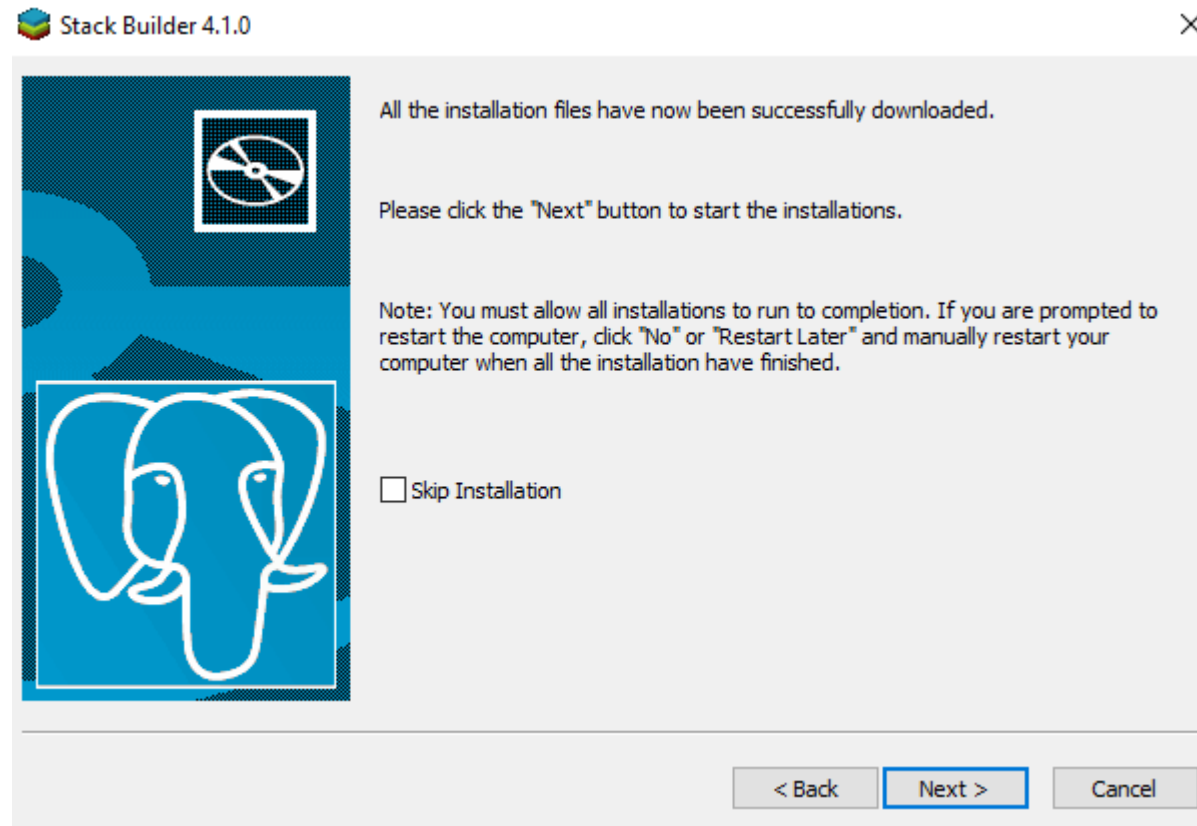 Stack Builder 4.1.0
All the installation files have now been successfully downloaded.
Please click the "Next" button to start the installations.
Note: You must allow all installations to run to completion. If you are prompted to
restart the computer, click "No" or "Restart Later" and manually restart your
computer when all the installation have finished.
Skip Installation
< Back
Next >
Cancel